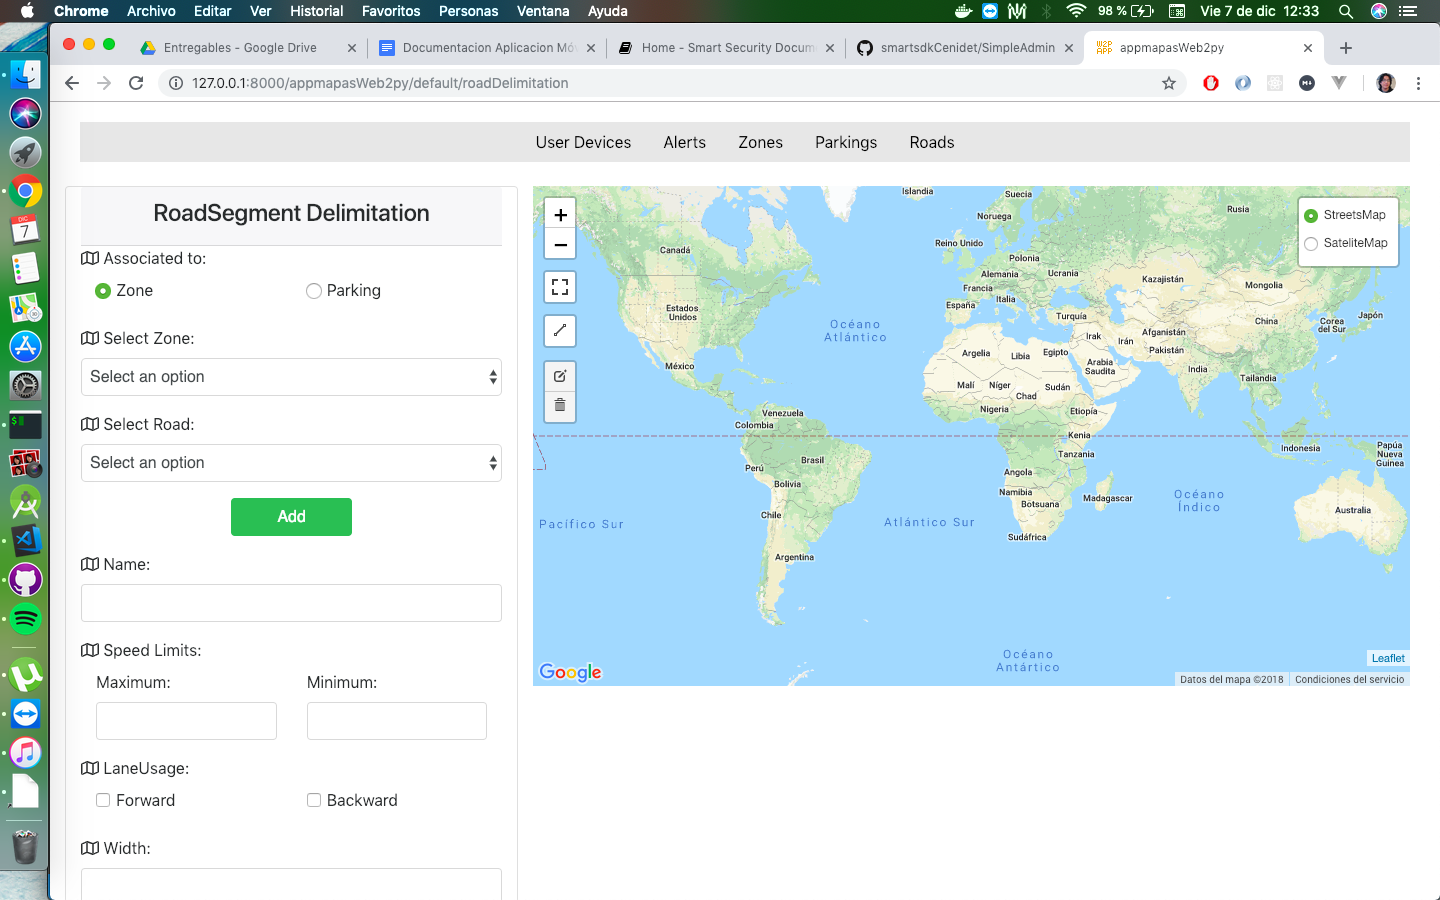 Chrome Archivo Editar Ver Historial Favoritos Personas Ventana Ayuda 98 % Vie 7 de dic 12:33
Entregables - Google Drive
Documentacion Aplicacion Móv
Home - Smart Security Docum
smartsdkCenidet/SimpleAdmin
appmapasWeb2py
127.0.0.1:8000/appmapasWeb2py/default/roadDelimitation
User Devices Alerts Zones Parkings Roads
RoadSegment Delimitation
Associated to:
Zone Parking
Select Zone:
Select an option
Select Road:
Select an option
Add
Name:
Speed Limits:
Maximum: Minimum:
LaneUsage:
Forward Backward
Width:
+
−
StreetsMap
SateliteMap
Islandia
Suecia
Noruega
Rusia
Reino Unido
Canadá
Polonia
Alemania
Ucrania
Kazajistán
Francia
Mongolia
Italia
España
Estados
Unidos
Turquía
China
Corea
del Sur
Japón
Océano
Atlántico
Irak
Afganistán
Irán
Pakistán
Argelia
Libia
Egipto
Arabia
Saudita
India
México
Tailandia
Malí
Níger
Sudán
Chad
Nigeria
Etiopía
Venezuela
Colombia
Kenia
Indonesia
Papúa
Nueva
Guinea
Tanzania
Perú
Brasil
Bolivia
Angola
Namibia
Botsuana
Madagascar
Océano
Índico
Chile
Pacífico Sur
Atlántico Sur
Sudáfrica
Australia
Argentina
Océano
Antártico
Google
Leaflet
Datos del mapa ©2018 Condiciones del servicio
DIC
7